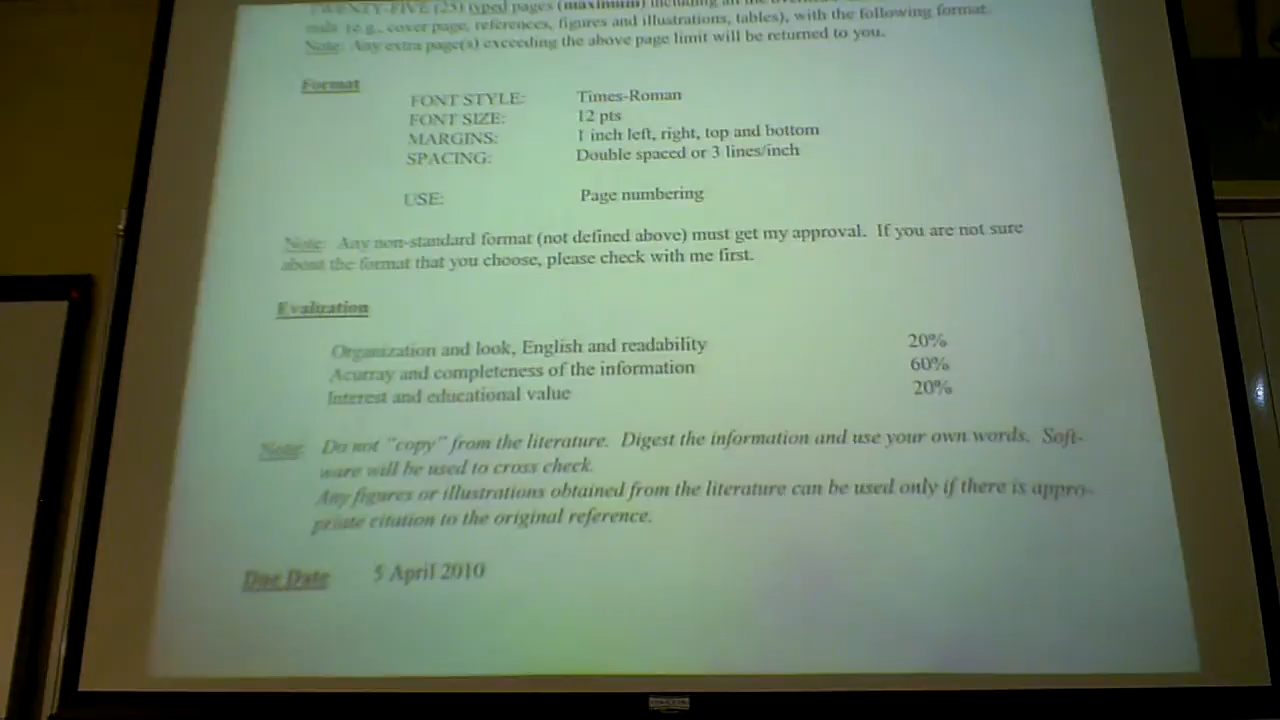 TWENTY-FIVE (25) typed pages (maximum) including all the
(e.g., cover page, references, figures and illustrations, tables), with the following format.
Note: Any extra page(s) exceeding the above page limit will be returned to you.
Format
FONT STYLE: Times-Roman
FONT SIZE: 12 pts
MARGINS: 1 inch left, right, top and bottom
SPACING: Double spaced or 3 lines/inch
USE: Page numbering
Note: Any non-standard format (not defined above) must get my approval. If you are not sure
about the format that you choose, please check with me first.
Evaluation
Organization and look, English and readability 20%
Acurray and completeness of the information 60%
Interest and educational value 20%
Note: Do not "copy" from the literature. Digest the information and use your own words. Soft-
ware will be used to cross check.
Any figures or illustrations obtained from the literature can be used only if there is appro-
priate citation to the original reference.
Due Date 5 April 2010